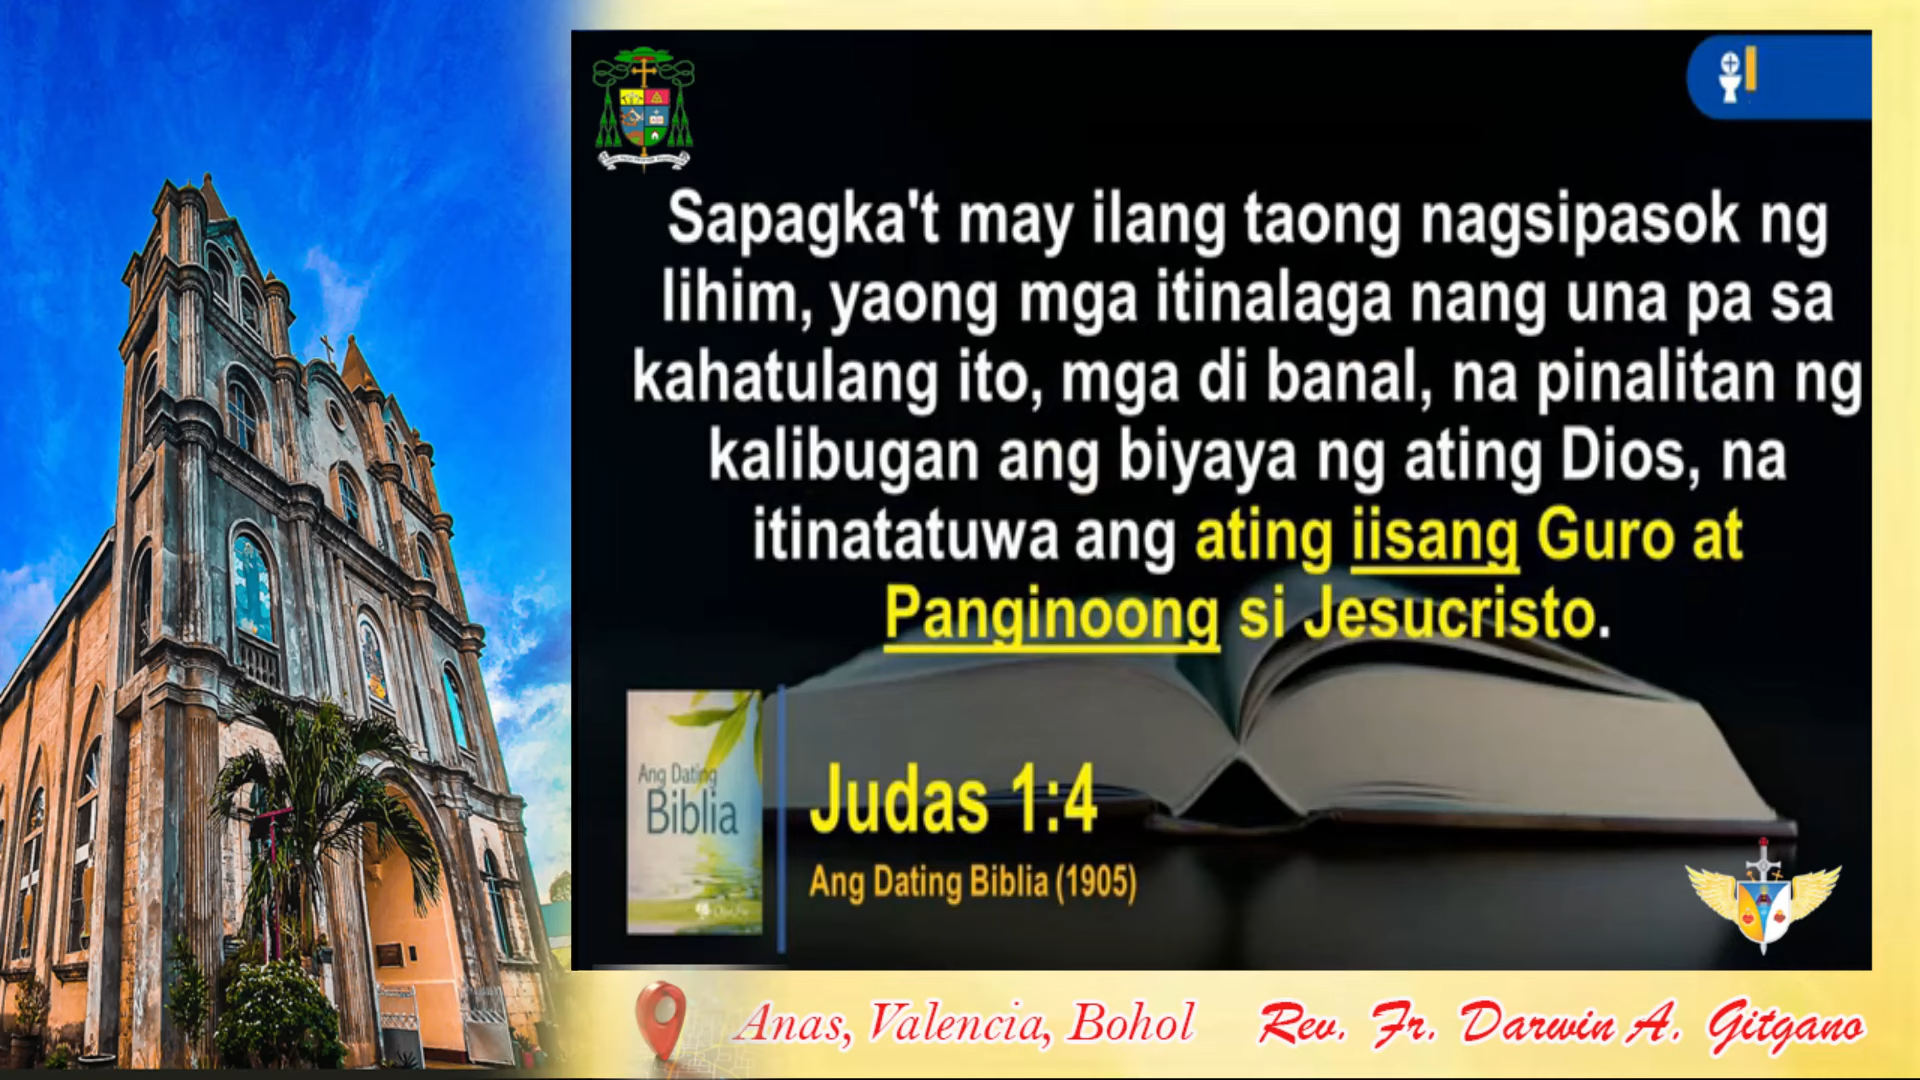 Sapagka't may ilang taong nagsipasok ng
lihim, yaong mga itinalaga nang una pa sa
kahatulang ito, mga di banal, na pinalitan ng
kalibugan ang biyaya ng ating Dios, na
itinatatuwa ang ating iisang Guro at
Panginoong si Jesucristo.
Ang Dating
Biblia
Judas 1:4
Ang Dating Biblia (1905)
Anas, Valencia, Bohol
Rev. Fr. Darwin A. Gitgano